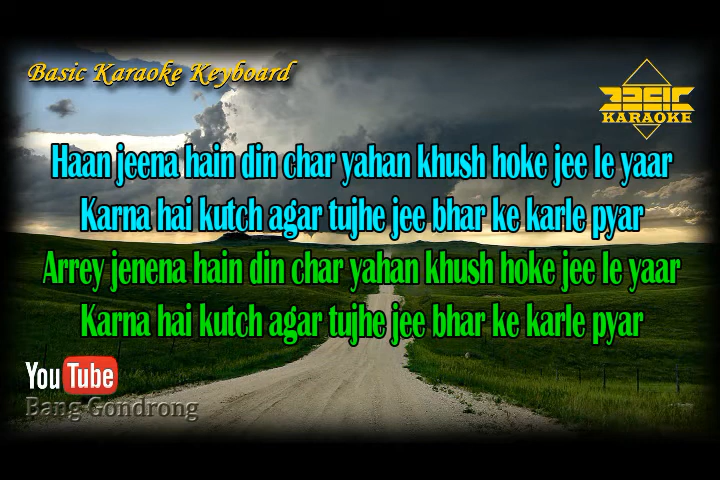 Basic Karaoke Keyboard
BASIC
KARAOKE
Haan jeena hain din char yahan khush hoke jee le yaar
Karna hai kutch agar tujhe jee bhar ke karle pyar
Arrey jenena hain din char yahan khush hoke jee le yaar
Karna hai kutch agar tujhe jee bhar ke karle pyar
YouTube
Bang Gondrong